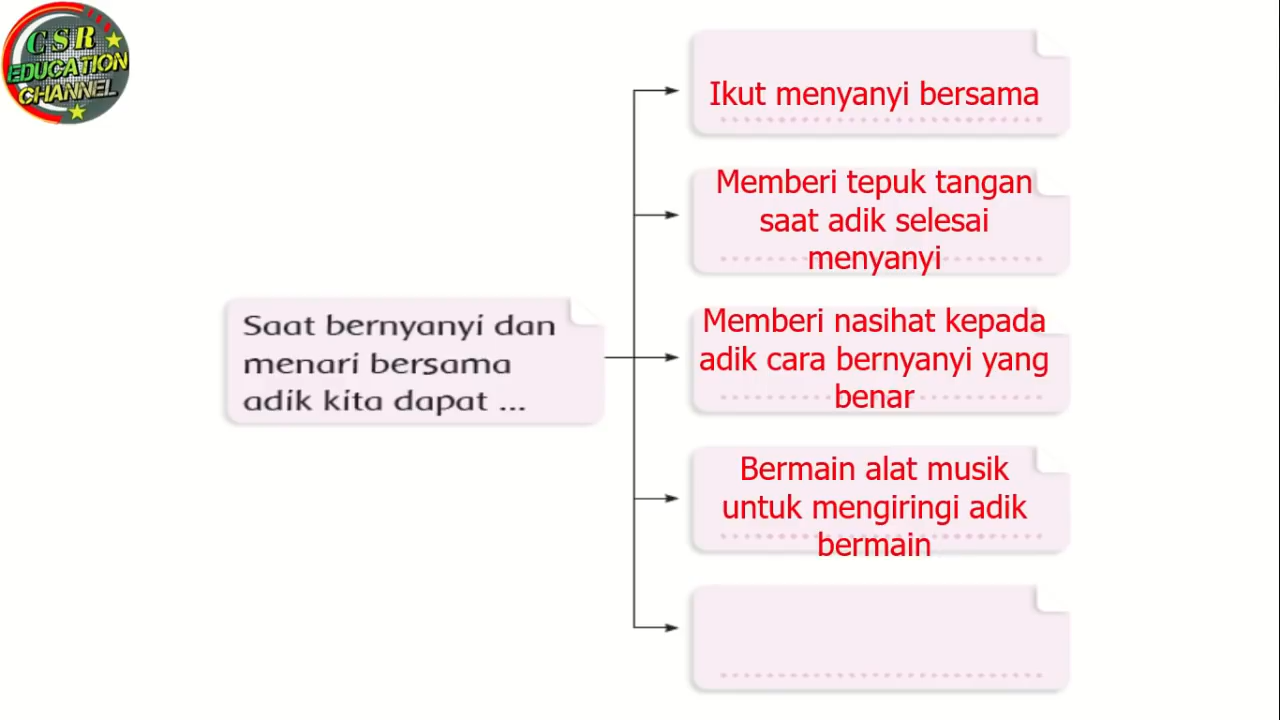 CSR
EDUCATION
CHANNEL
Saat bernyanyi dan
menari bersama
adik kita dapat ...
Ikut menyanyi bersama
Memberi tepuk tangan
saat adik selesai
menyanyi
Memberi nasihat kepada
adik cara bernyanyi yang
benar
Bermain alat musik
untuk mengiringi adik
bermain